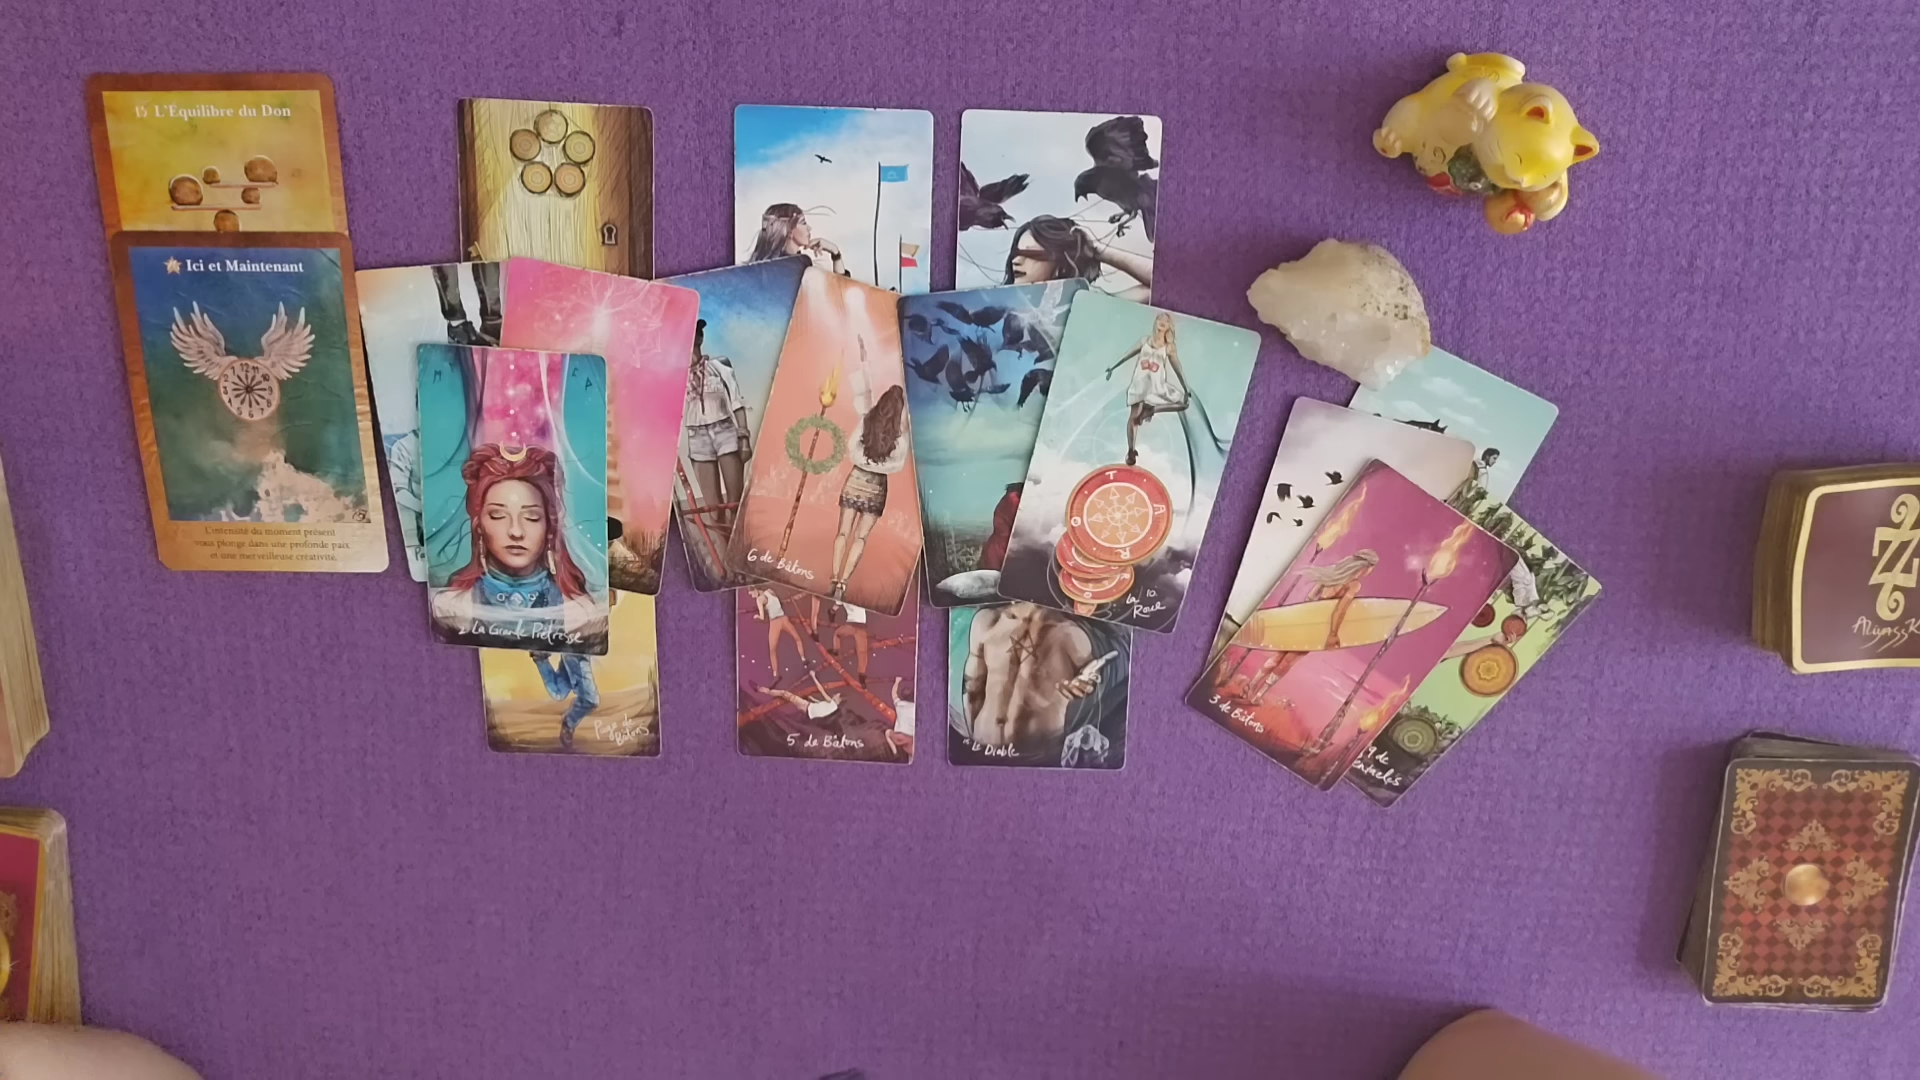 15 L'Équilibre du Don
Ici et Maintenant
L'intensité du moment présent
vous plonge dans une profonde paix
et une merveilleuse créativité.
2 La Grande Prêtresse
Page de
Bâtons
6 de Bâtons
5 de Bâtons
Le Diable
T
A
R
O
10.
La
Roue
3 de Bâtons
9 de